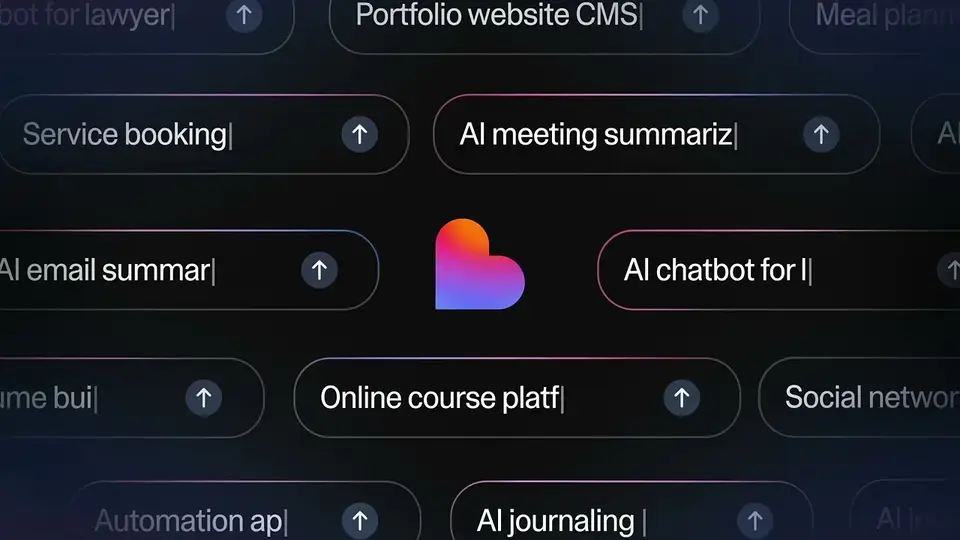 bot for lawyer|
Portfolio website CMS|
Meal plann
Service booking|
AI meeting summariz|
AI email summar|
AI chatbot for l|
ume bui|
Online course platf|
Social networ
Automation ap|
AI journaling |